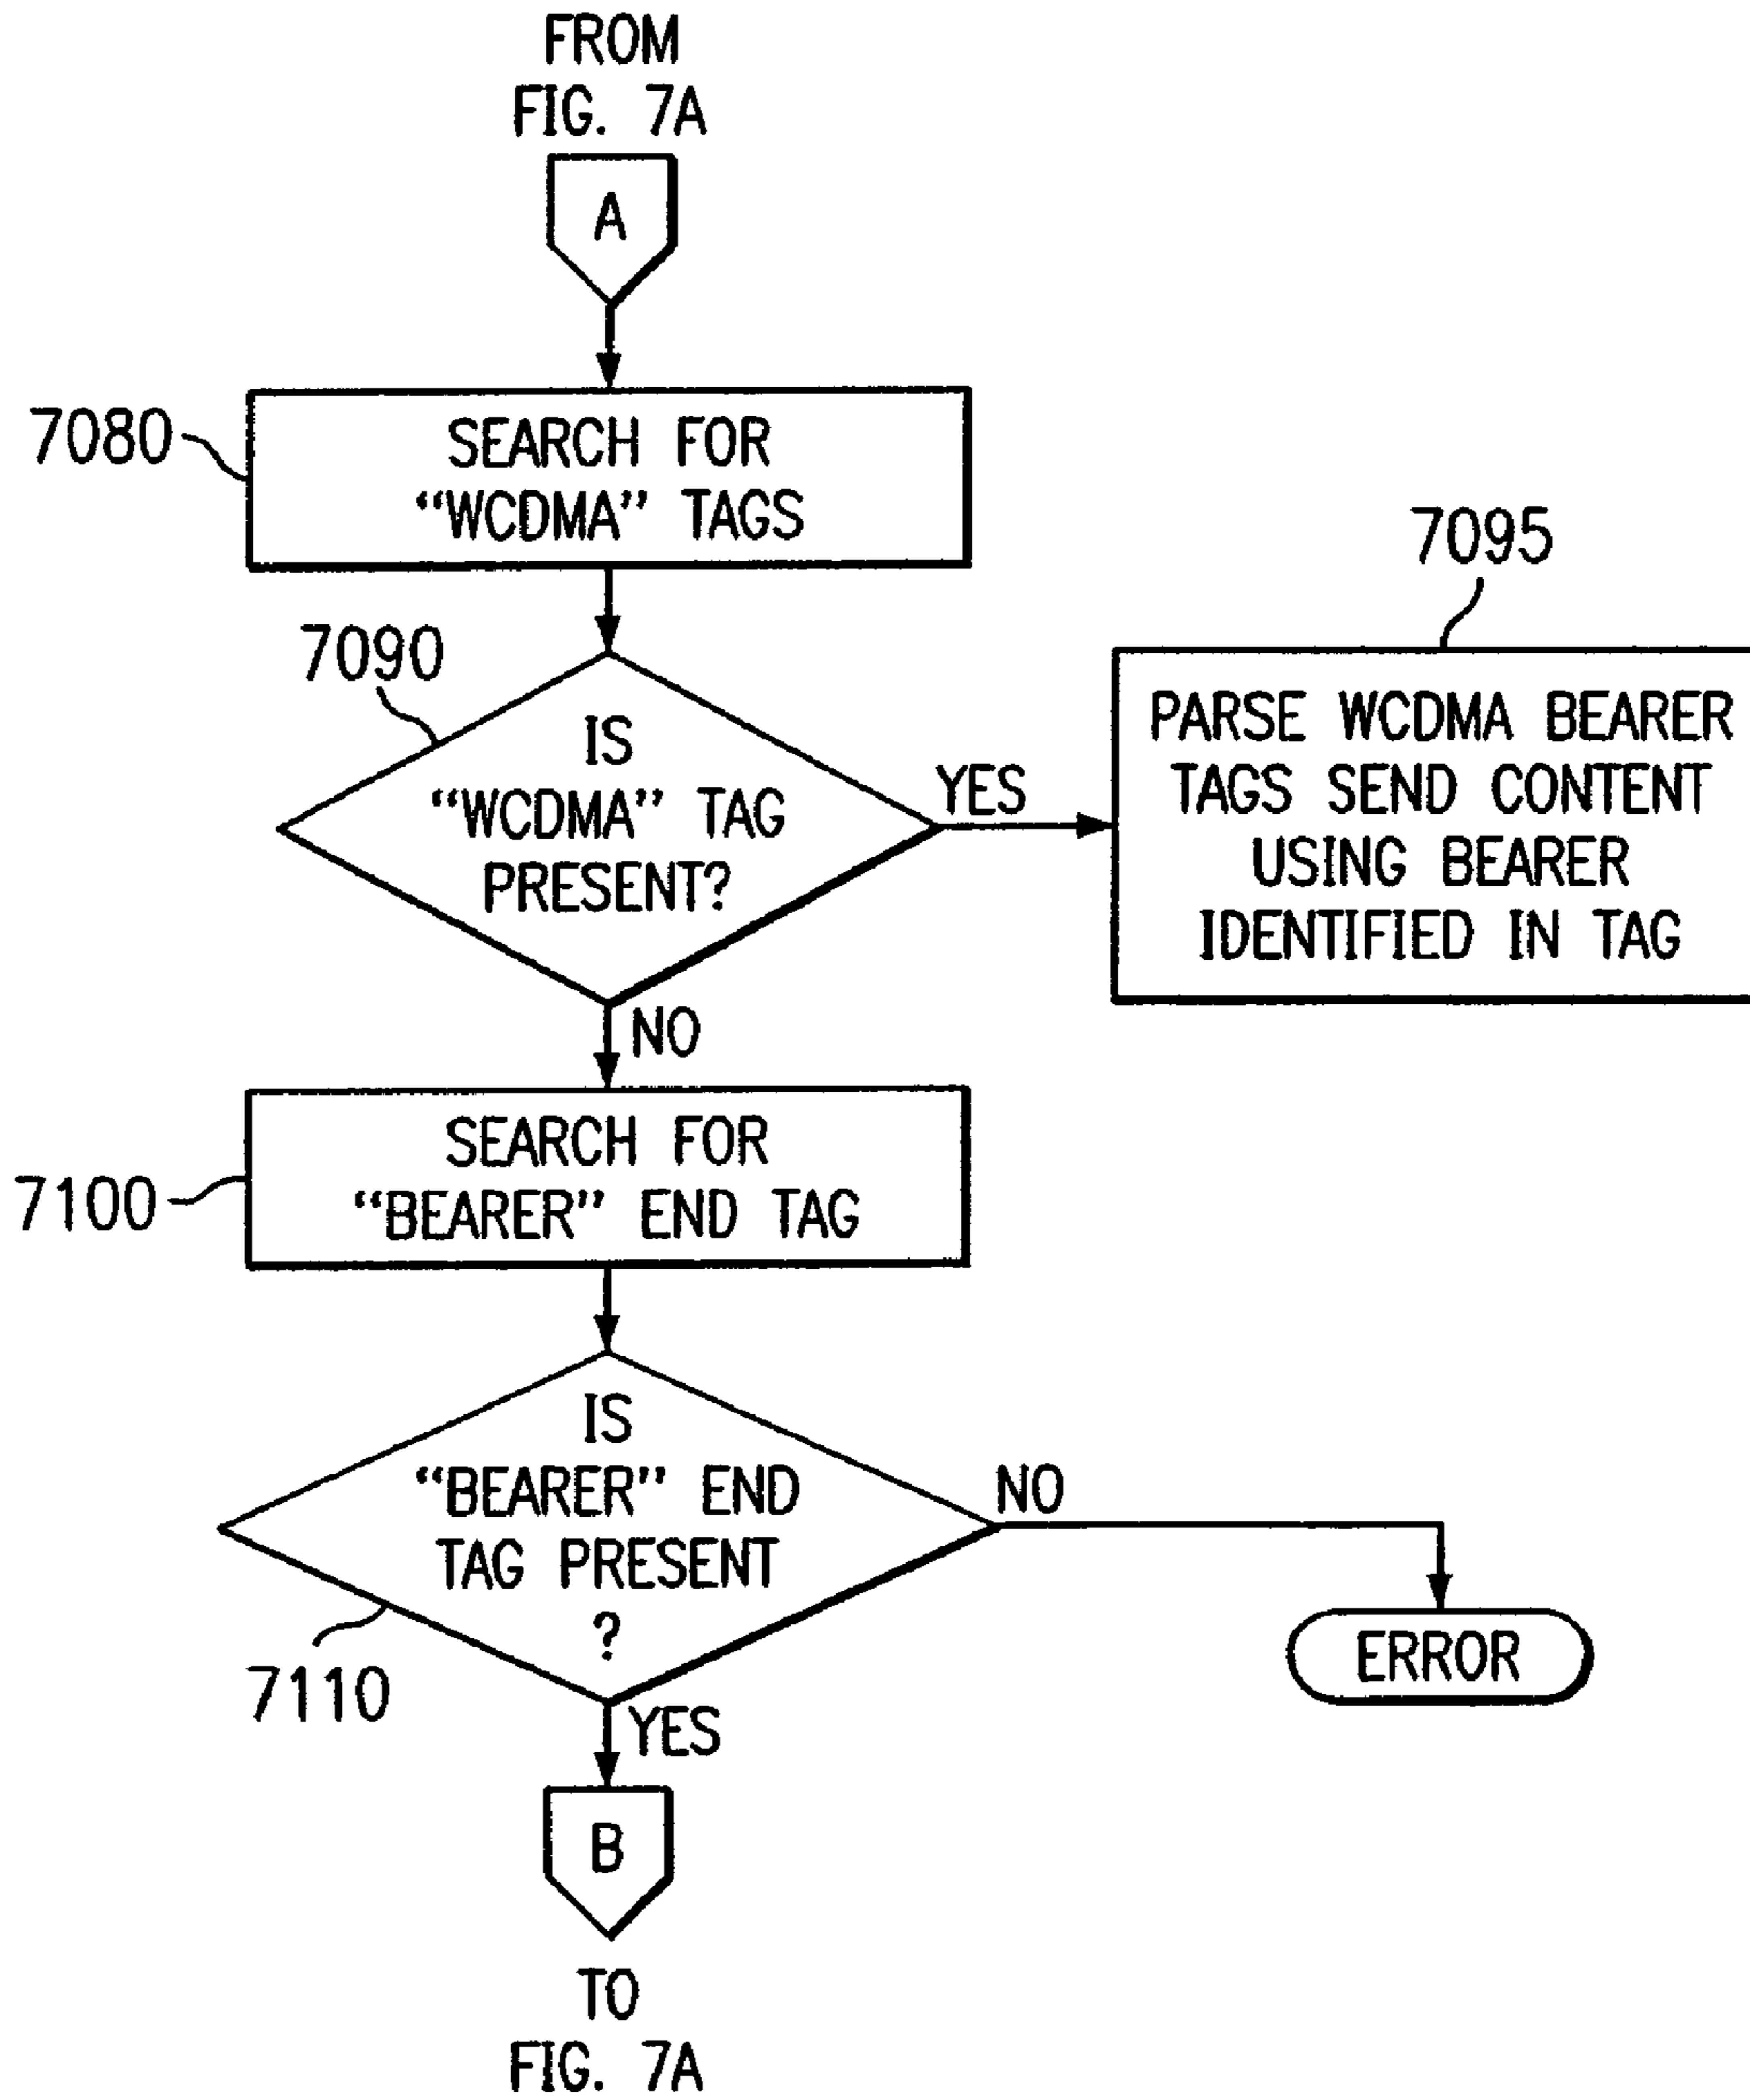 FROM
FIG. 7A
A
7080
SEARCH FOR
“WCDMA” TAGS
7090
IS
“WCDMA” TAG
PRESENT?
YES
7095
PARSE WCDMA BEARER
TAGS SEND CONTENT
USING BEARER
IDENTIFIED IN TAG
NO
7100
SEARCH FOR
“BEARER” END TAG
IS
“BEARER” END
TAG PRESENT
?
7110
NO
ERROR
YES
B
TO
FIG. 7A